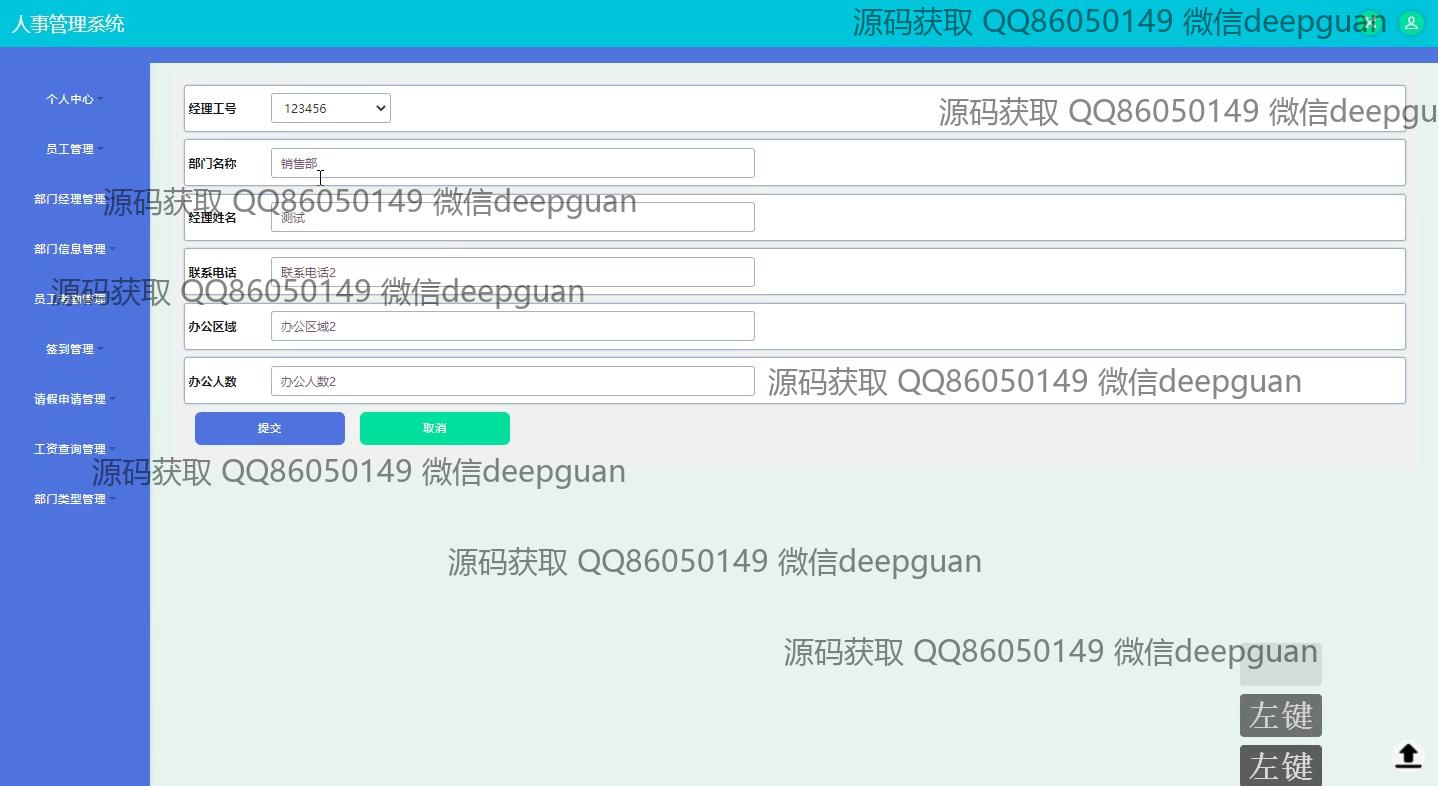 人事管理系统
源码获取 QQ86050149 微信deepguan
个人中心
员工管理
部门经理管理
部门信息管理
签到管理
请假申请管理
工资查询管理
部门类型管理
经理工号 123456
源码获取 QQ86050149 微信deepgu
部门名称 销售部
源码获取 QQ86050149 微信deepguan
经理姓名 测试
联系电话 联系电话2
源码获取 QQ86050149 微信deepguan
办公区域 办公区域2
办公人数 办公人数2
源码获取 QQ86050149 微信deepguan
提交 取消
源码获取 QQ86050149 微信deepguan
源码获取 QQ86050149 微信deepguan
源码获取 QQ86050149 微信deepguan
左键
左键